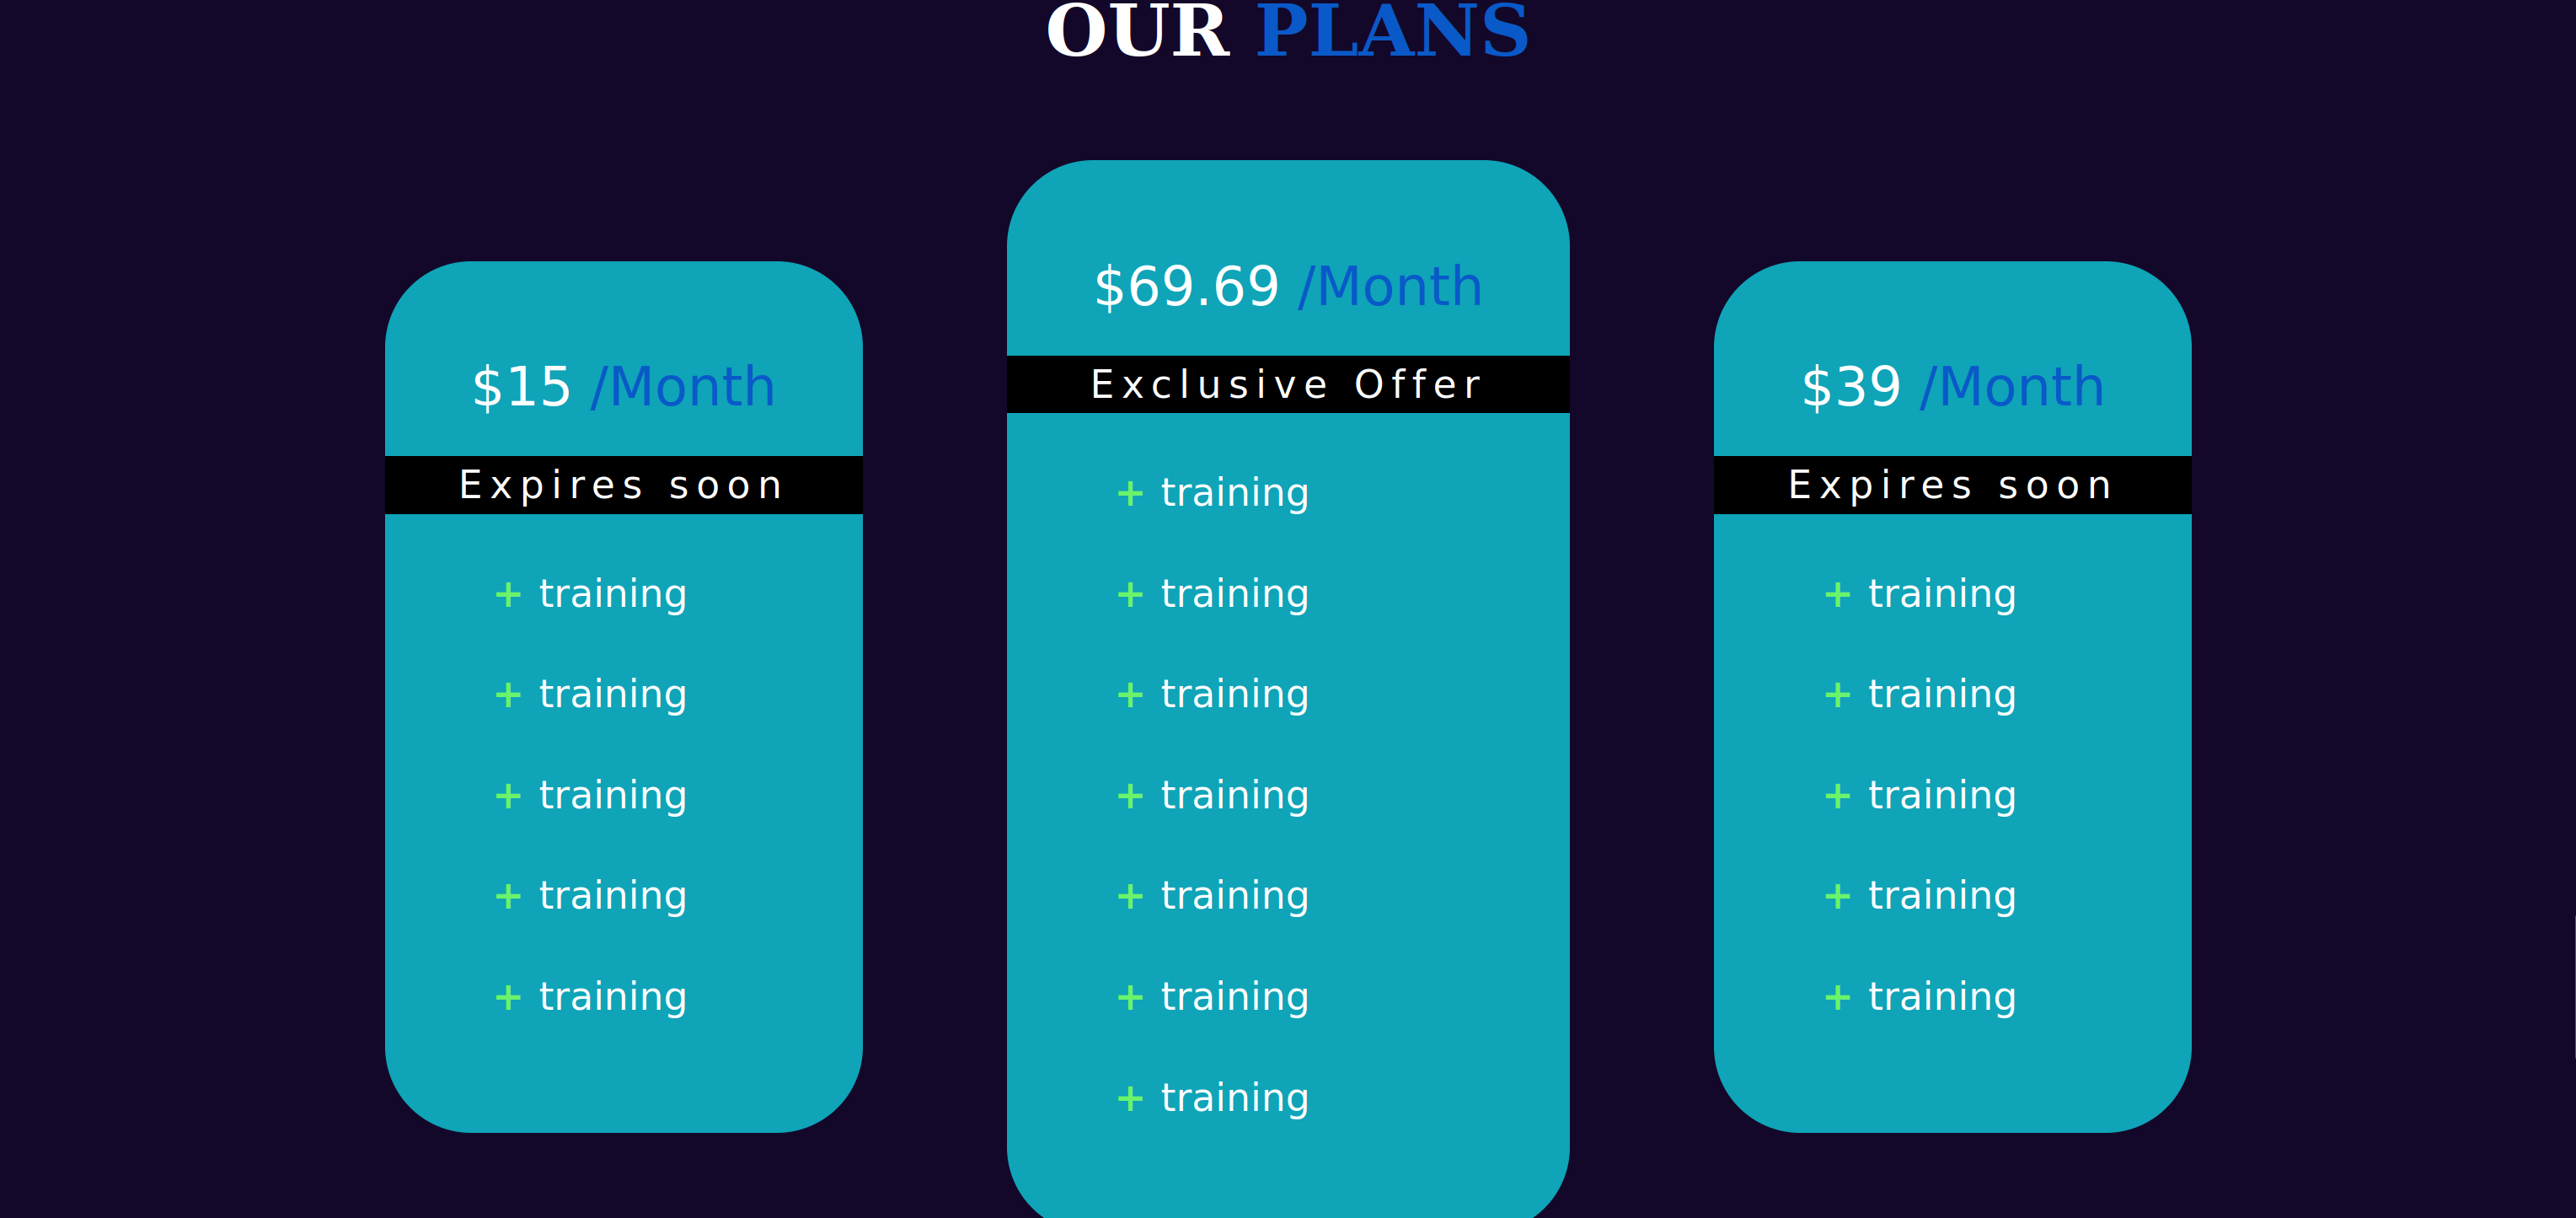 OUR PLANS
$15 /Month
Expires soon
+ training
+ training
+ training
+ training
+ training
$69.69 /Month
Exclusive Offer
+ training
+ training
+ training
+ training
+ training
+ training
+ training
$39 /Month
Expires soon
+ training
+ training
+ training
+ training
+ training